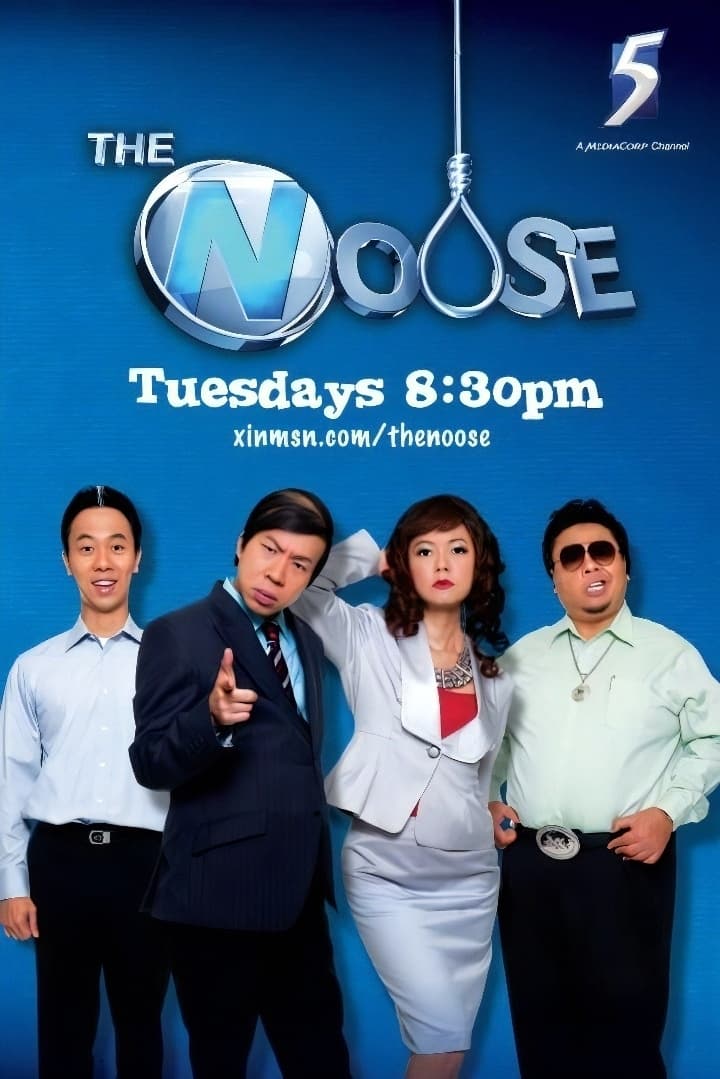 5
A MEDIACORP Channel
THE
NOOSE
Tuesdays 8:30pm
xinmsn.com/thenoose